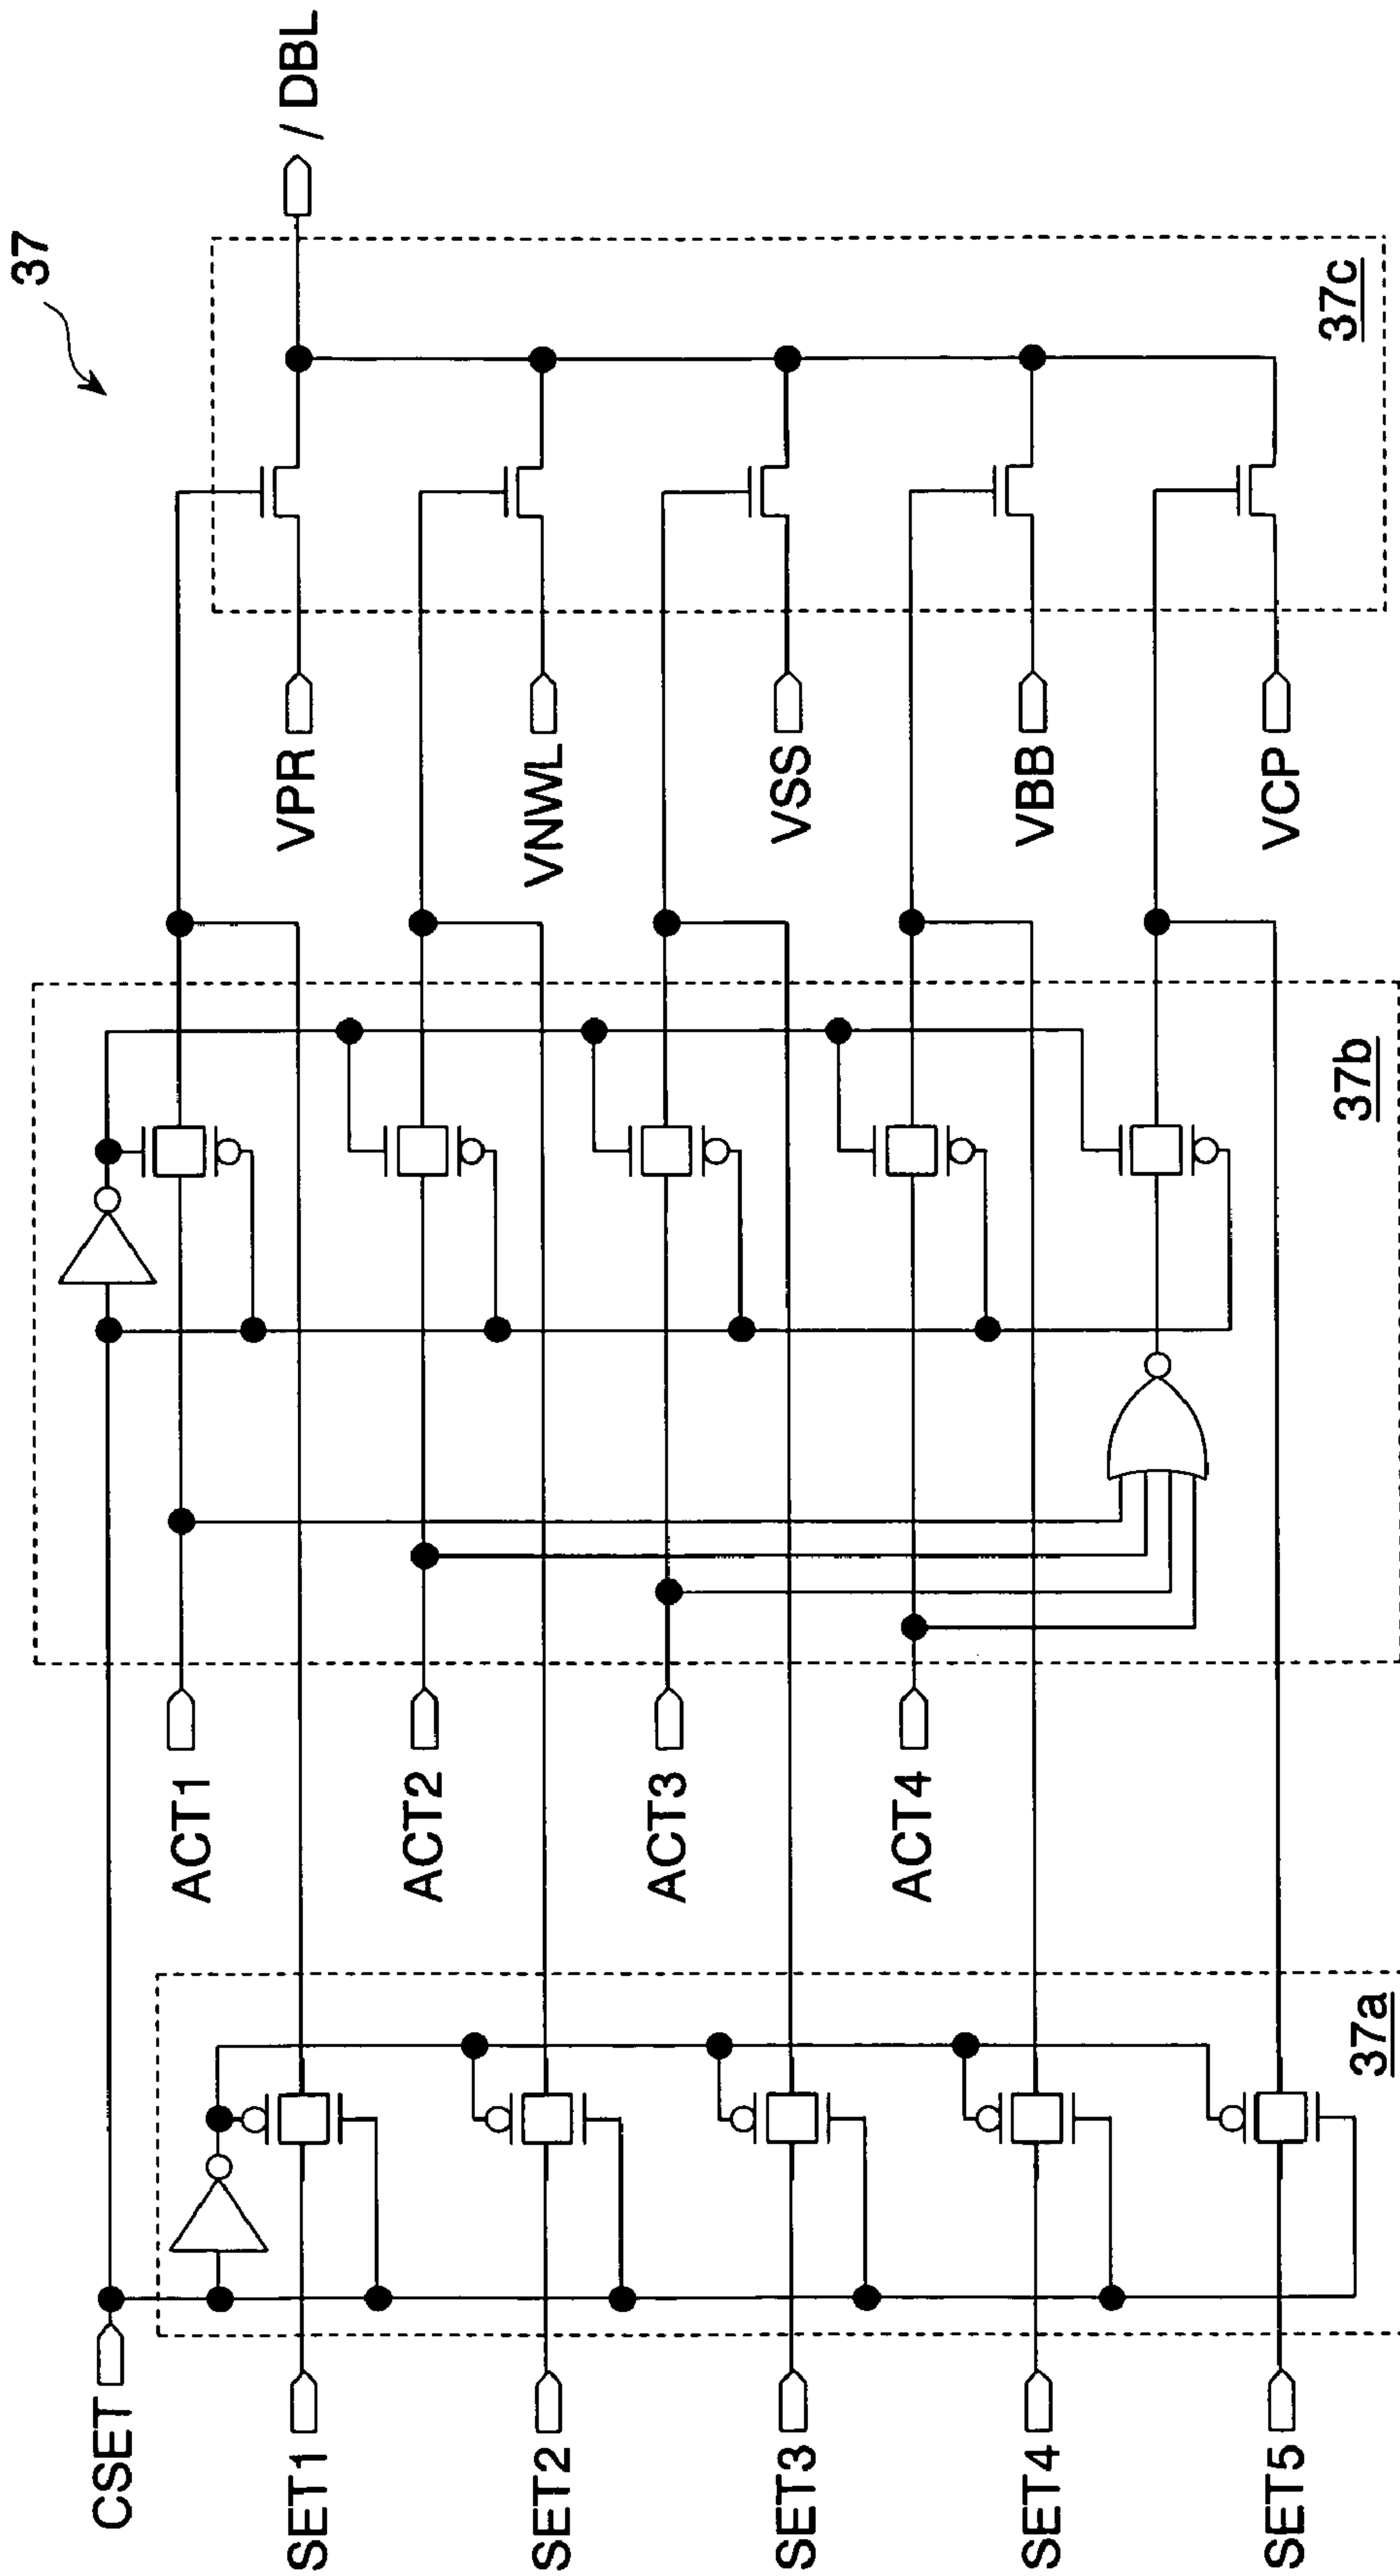 37
CSET
SET1
SET2
SET3
SET4
SET5
37a
ACT1
ACT2
ACT3
ACT4
37b
VPR
VNWL
VSS
VBB
VCP
37c
/ DBL